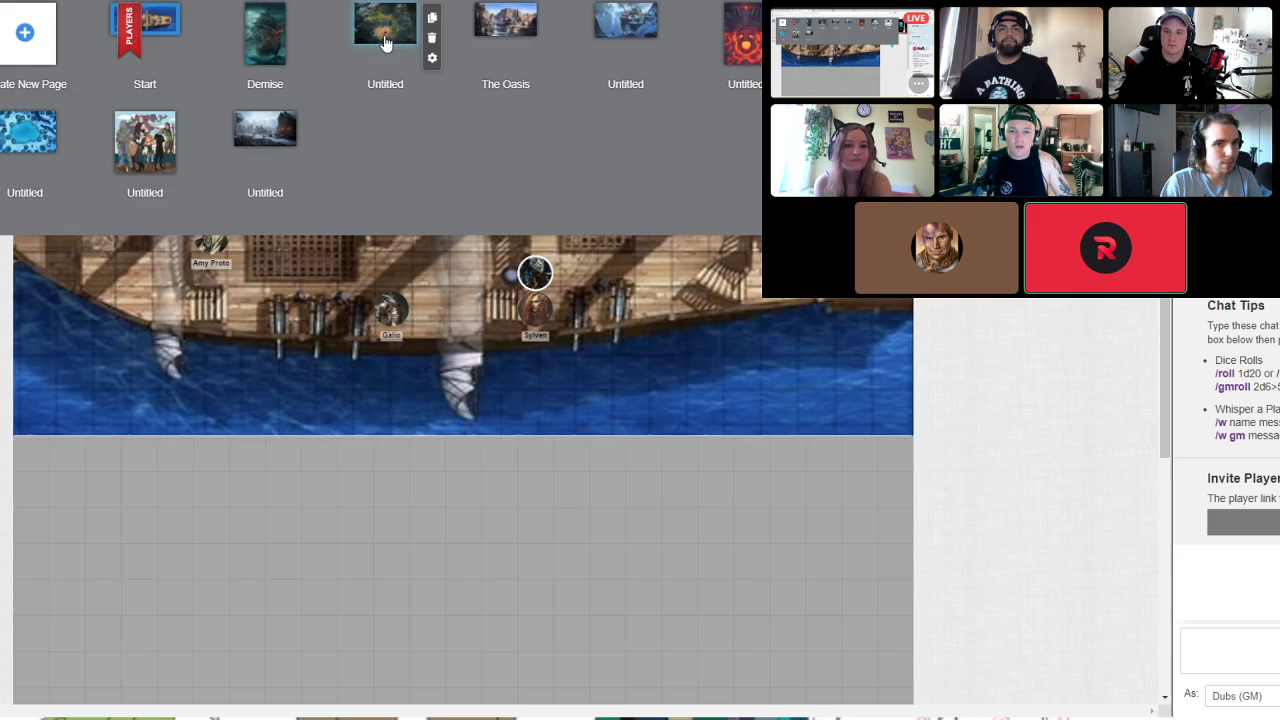 ate New Page
PLAYERS
Start
Demise
Untitled
The Oasis
Untitled
Untitled
Untitled
Untitled
Untitled
LIVE
Amy Proto
Galio
Sylven
Chat Tips
Type these chat
box below then p
Dice Rolls
/roll 1d20 or /
/gmroll 2d6>5
Whisper a Pla
/w name mess
/w gm messa
Invite Player
The player link
As:
Dubs (GM)